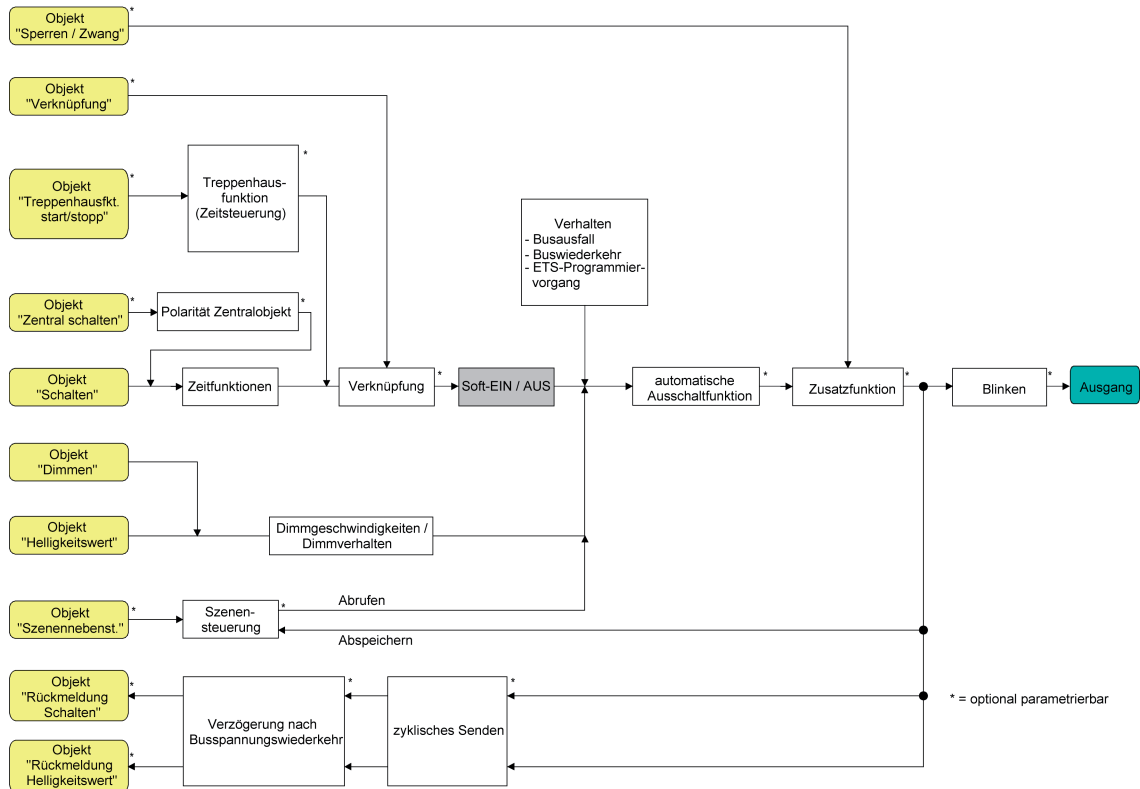 Objekt
"Sperren / Zwang"
*
Objekt
"Verknüpfung"
*
Objekt
"Treppenhausfkt.
start/stopp"
*
Treppenhaus-
funktion
(Zeitsteuerung)
*
Verhalten
- Busausfall
- Buswiederkehr
- ETS-Programmier-
vorgang
Objekt
"Zentral schalten"
*
Polarität Zentralobjekt
*
Objekt
"Schalten"
Zeitfunktionen
Verknüpfung
*
Soft-EIN / AUS
automatische
Ausschaltfunktion
*
Zusatzfunktion
*
Blinken
*
Ausgang
Objekt
"Dimmen"
Objekt
"Helligkeitswert"
Dimmgeschwindigkeiten /
Dimmverhalten
Objekt
"Szenennebenst."
*
Szenen-
steuerung
*
Abrufen
Abspeichern
Objekt
"Rückmeldung
Schalten"
*
Verzögerung nach
Busspannungswiederkehr
*
zyklisches Senden
*
* = optional parametrierbar
Objekt
"Rückmeldung
Helligkeitswert"
*